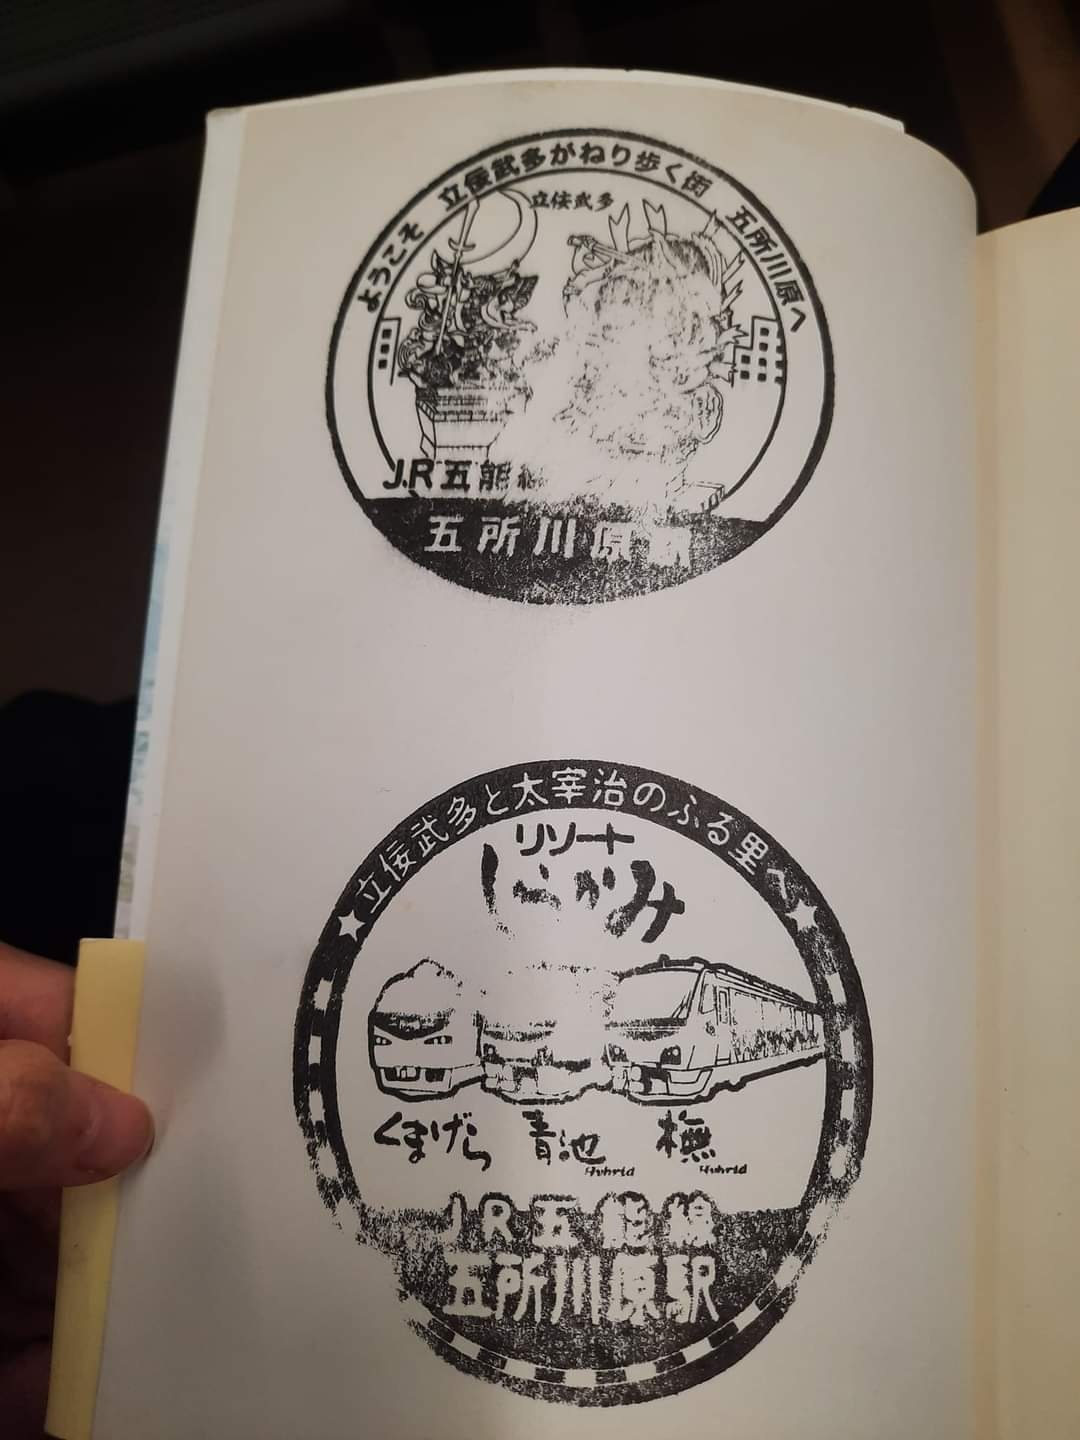 ようこそ 立佞武多がねり歩く街 五所川原へ
立佞武多
JR五能線
五所川原駅
立佞武多と太宰治のふる里へ
リゾート
しらかみ
くまげら 青池 橅
Hybrid Hybrid
JR五能線
五所川原駅